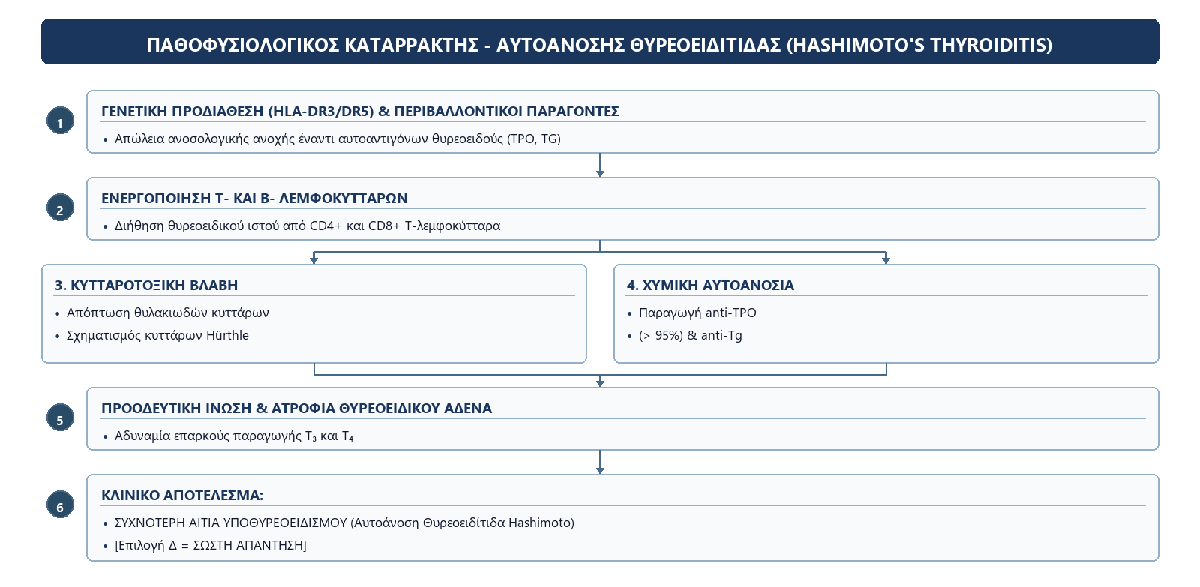 ΠΑΘΟΦΥΣΙΟΛΟΓΙΚΟΣ ΚΑΤΑΡΡΑΚΤΗΣ - ΑΥΤΟΑΝΟΣΗΣ ΘΥΡΕΟΕΙΔΙΤΙΔΑΣ (HASHIMOTO'S THYROIDITIS)
1
ΓΕΝΕΤΙΚΗ ΠΡΟΔΙΑΘΕΣΗ (HLA-DR3/DR5) & ΠΕΡΙΒΑΛΛΟΝΤΙΚΟΙ ΠΑΡΑΓΟΝΤΕΣ
• Απώλεια ανοσολογικής ανοχής έναντι αυτοαντιγόνων θυρεοειδούς (TPO, TG)
2
ΕΝΕΡΓΟΠΟΙΗΣΗ Τ- ΚΑΙ Β- ΛΕΜΦΟΚΥΤΤΑΡΩΝ
• Διήθηση θυρεοειδικού ιστού από CD4+ και CD8+ Τ-λεμφοκύτταρα
3. ΚΥΤΤΑΡΟΤΟΞΙΚΗ ΒΛΑΒΗ
• Απόπτωση θυλακιωδών κυττάρων
• Σχηματισμός κυττάρων Hürthle
4. ΧΥΜΙΚΗ ΑΥΤΟΑΝΟΣΙΑ
• Παραγωγή anti-TPO
• (> 95%) & anti-Tg
5
ΠΡΟΟΔΕΥΤΙΚΗ ΙΝΩΣΗ & ΑΤΡΟΦΙΑ ΘΥΡΕΟΕΙΔΙΚΟΥ ΑΔΕΝΑ
• Αδυναμία επαρκούς παραγωγής T₃ και T₄
6
ΚΛΙΝΙΚΟ ΑΠΟΤΕΛΕΣΜΑ:
• ΣΥΧΝΟΤΕΡΗ ΑΙΤΙΑ ΥΠΟΘΥΡΕΟΕΙΔΙΣΜΟΥ (Αυτοάνοση Θυρεοειδίτιδα Hashimoto)
• [Επιλογή Δ = ΣΩΣΤΗ ΑΠΑΝΤΗΣΗ]